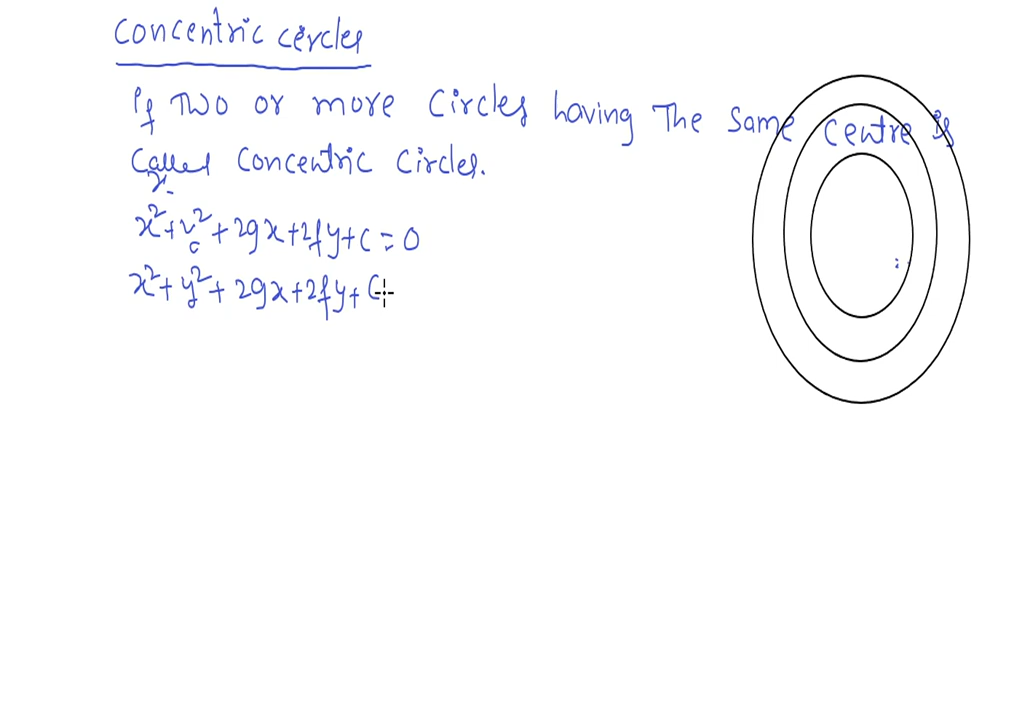 Concentric circles
If Two or more Circles having The Same Centre is
Called Concentric Circles.
x-
x²+y²+2gx+2fy+c=0
x²+y²+2gx+2fy+C